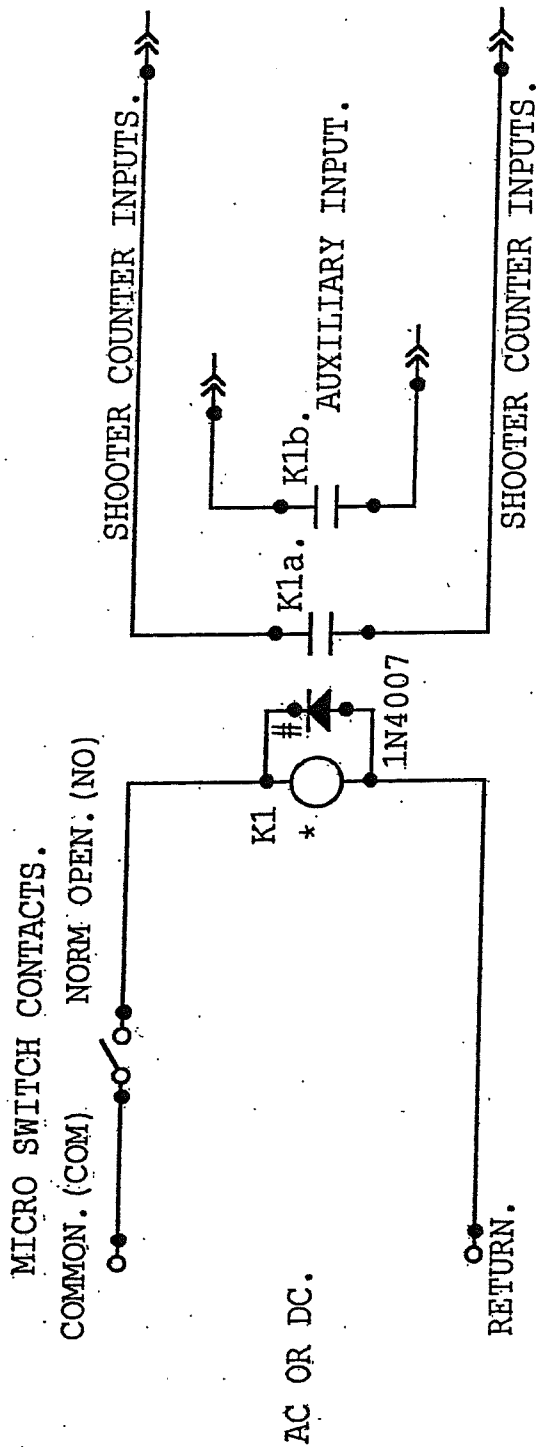 MICRO SWITCH CONTACTS.
COMMON. (COM)
NORM OPEN. (NO)
AC OR DC.
RETURN.
K1
*
#
1N4007
K1a.
K1b.
SHOOTER COUNTER INPUTS.
AUXILIARY INPUT.
SHOOTER COUNTER INPUTS.